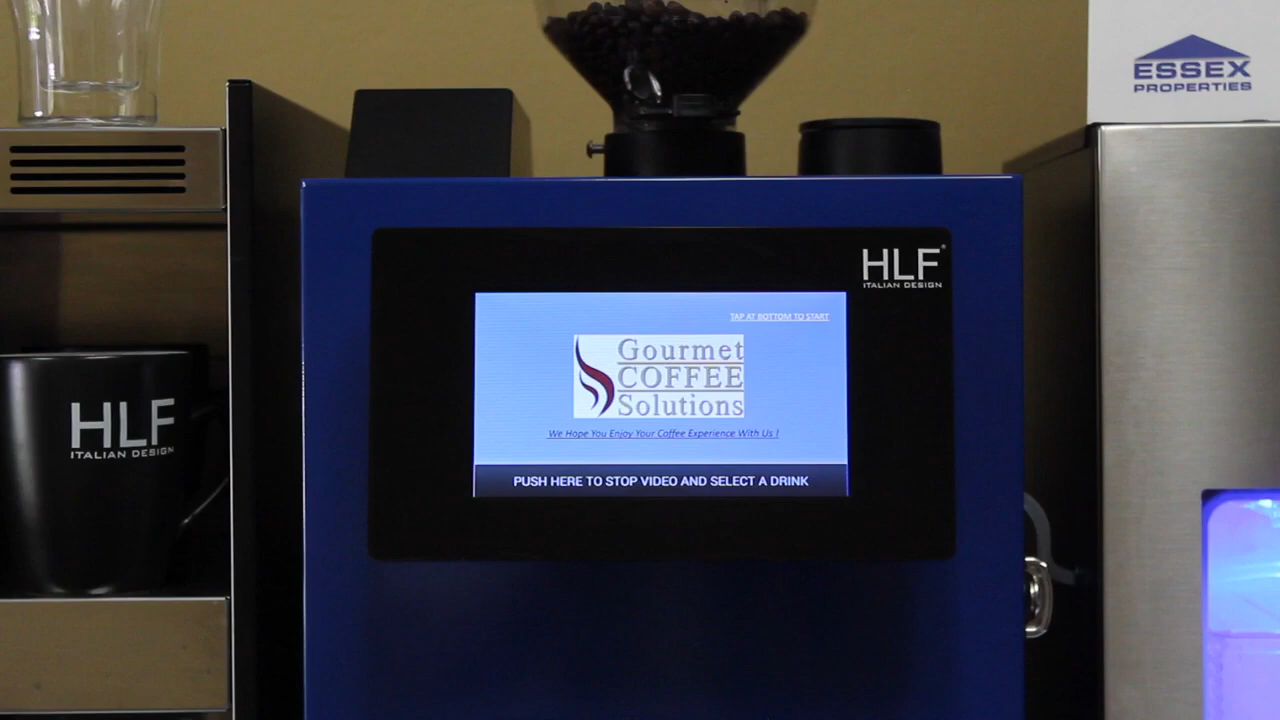 ESSEX
PROPERTIES
HLF®
ITALIAN DESIGN
TAP AT BOTTOM TO START
Gourmet
COFFEE
Solutions
We Hope You Enjoy Your Coffee Experience With Us !
PUSH HERE TO STOP VIDEO AND SELECT A DRINK
HLF
ITALIAN DESIGN